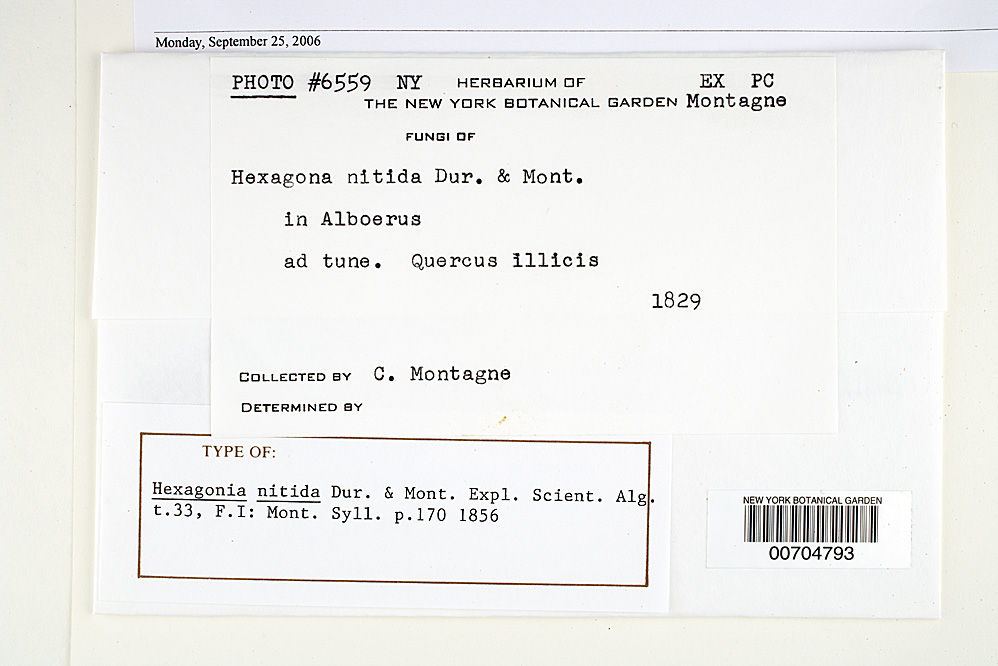 Monday, September 25, 2006
PHOTO #6559 NY HERBARIUM OF EX PC
THE NEW YORK BOTANICAL GARDEN Montagne
FUNGI OF
Hexagona nitida Dur. & Mont.
in Alboerus
ad tune. Quercus illicis
1829
COLLECTED BY C. Montagne
DETERMINED BY
TYPE OF:
Hexagonia nitida Dur. & Mont. Expl. Scient. Alg.
t.33, F.I: Mont. Syll. p.170 1856
NEW YORK BOTANICAL GARDEN
00704793